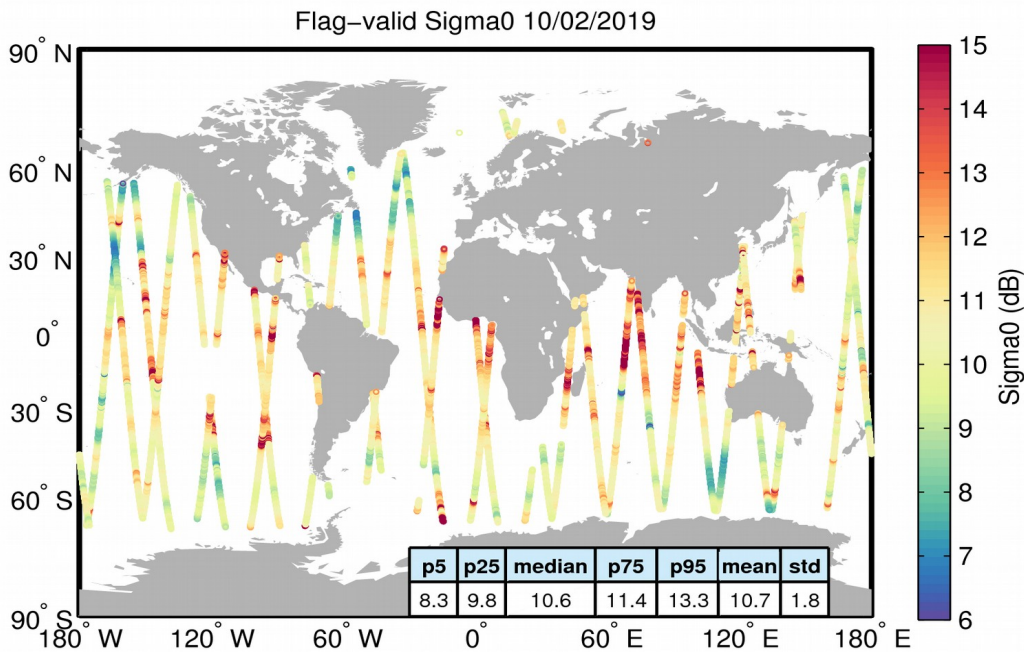 Flag−valid Sigma0 10/02/2019
90° N
60° N
30° N
0°
30° S
60° S
90° S
180° W
120° W
60° W
0°
60° E
120° E
180° E
15
14
13
12
11
10
9
8
7
6
Sigma0 (dB)
p5 p25 median p75 p95 mean std
8.3 9.8 10.6 11.4 13.3 10.7 1.8